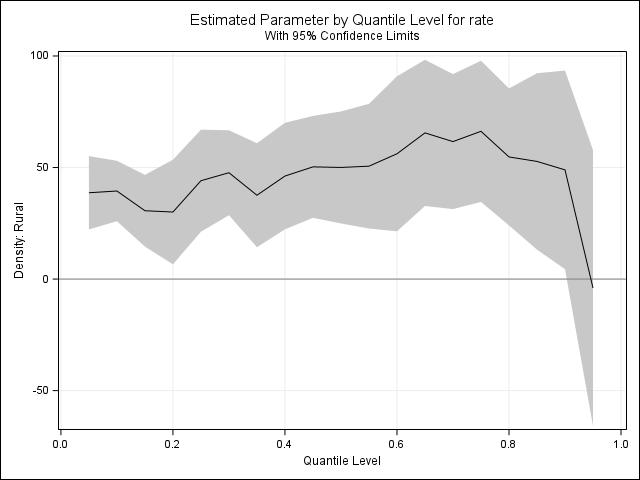 Estimated Parameter by Quantile Level for rate
With 95% Confidence Limits
100
50
0
-50
Density: Rural
0.0 0.2 0.4 0.6 0.8 1.0
Quantile Level